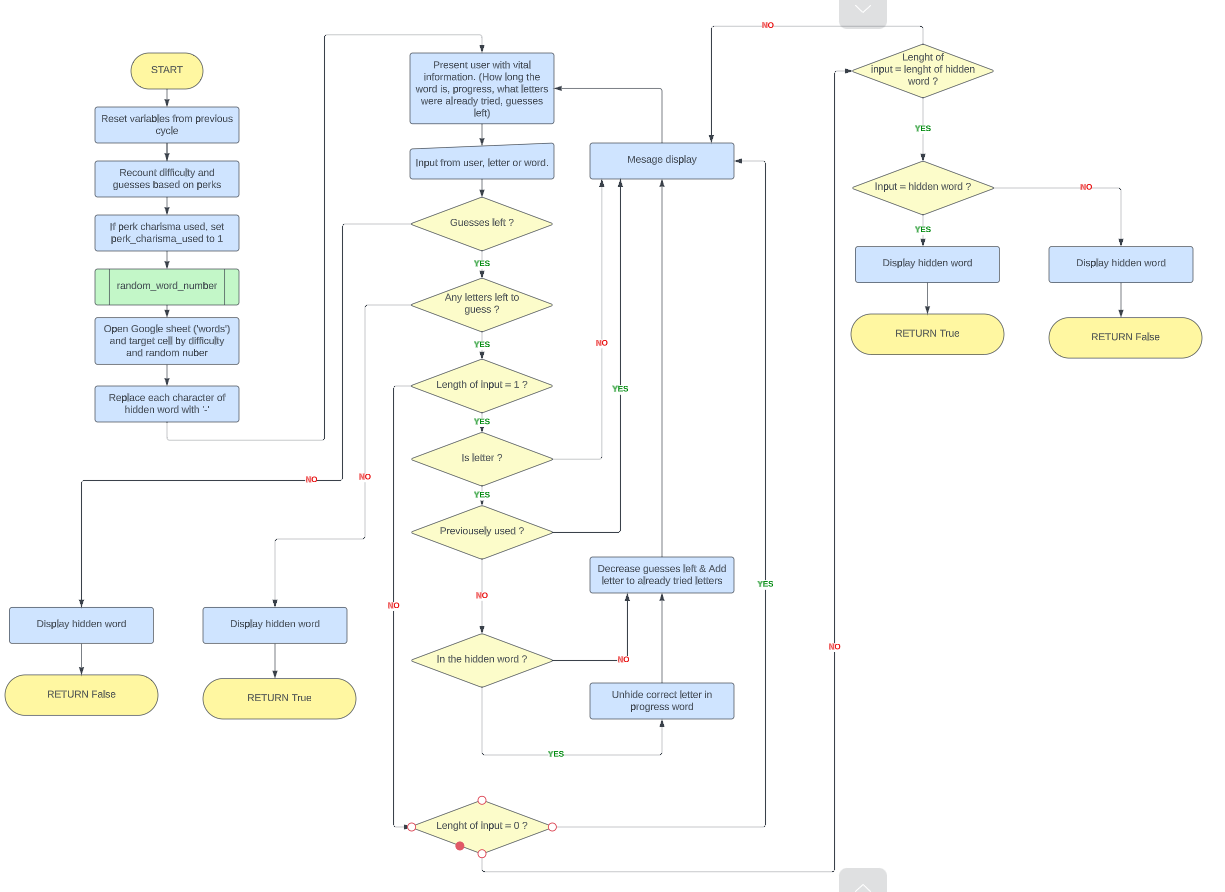 START
Reset variables from previous
cycle
Recount difficulty and
guesses based on perks
If perk charisma used, set
perk_charisma_used to 1
random_word_number
Open Google sheet ('words')
and target cell by difficulty
and random nuber
Replace each character of
hidden word with '-'
Present user with vital
information. (How long the
word is, progress, what letters
were already tried, guesses
left)
Input from user, letter or word.
Guesses left ?
YES
NO
Any letters left to
guess ?
YES
NO
Length of input = 1 ?
YES
NO
Is letter ?
YES
NO
Previousely used ?
YES
NO
In the hidden word ?
NO
YES
Mesage display
Decrease guesses left & Add
letter to already tried letters
Unhide correct letter in
progress word
Display hidden word
RETURN False
Display hidden word
RETURN True
Lenght of input = 0 ?
YES
NO
Lenght of
input = lenght of hidden
word ?
NO
YES
Input = hidden word ?
NO
YES
Display hidden word
RETURN True
Display hidden word
RETURN False